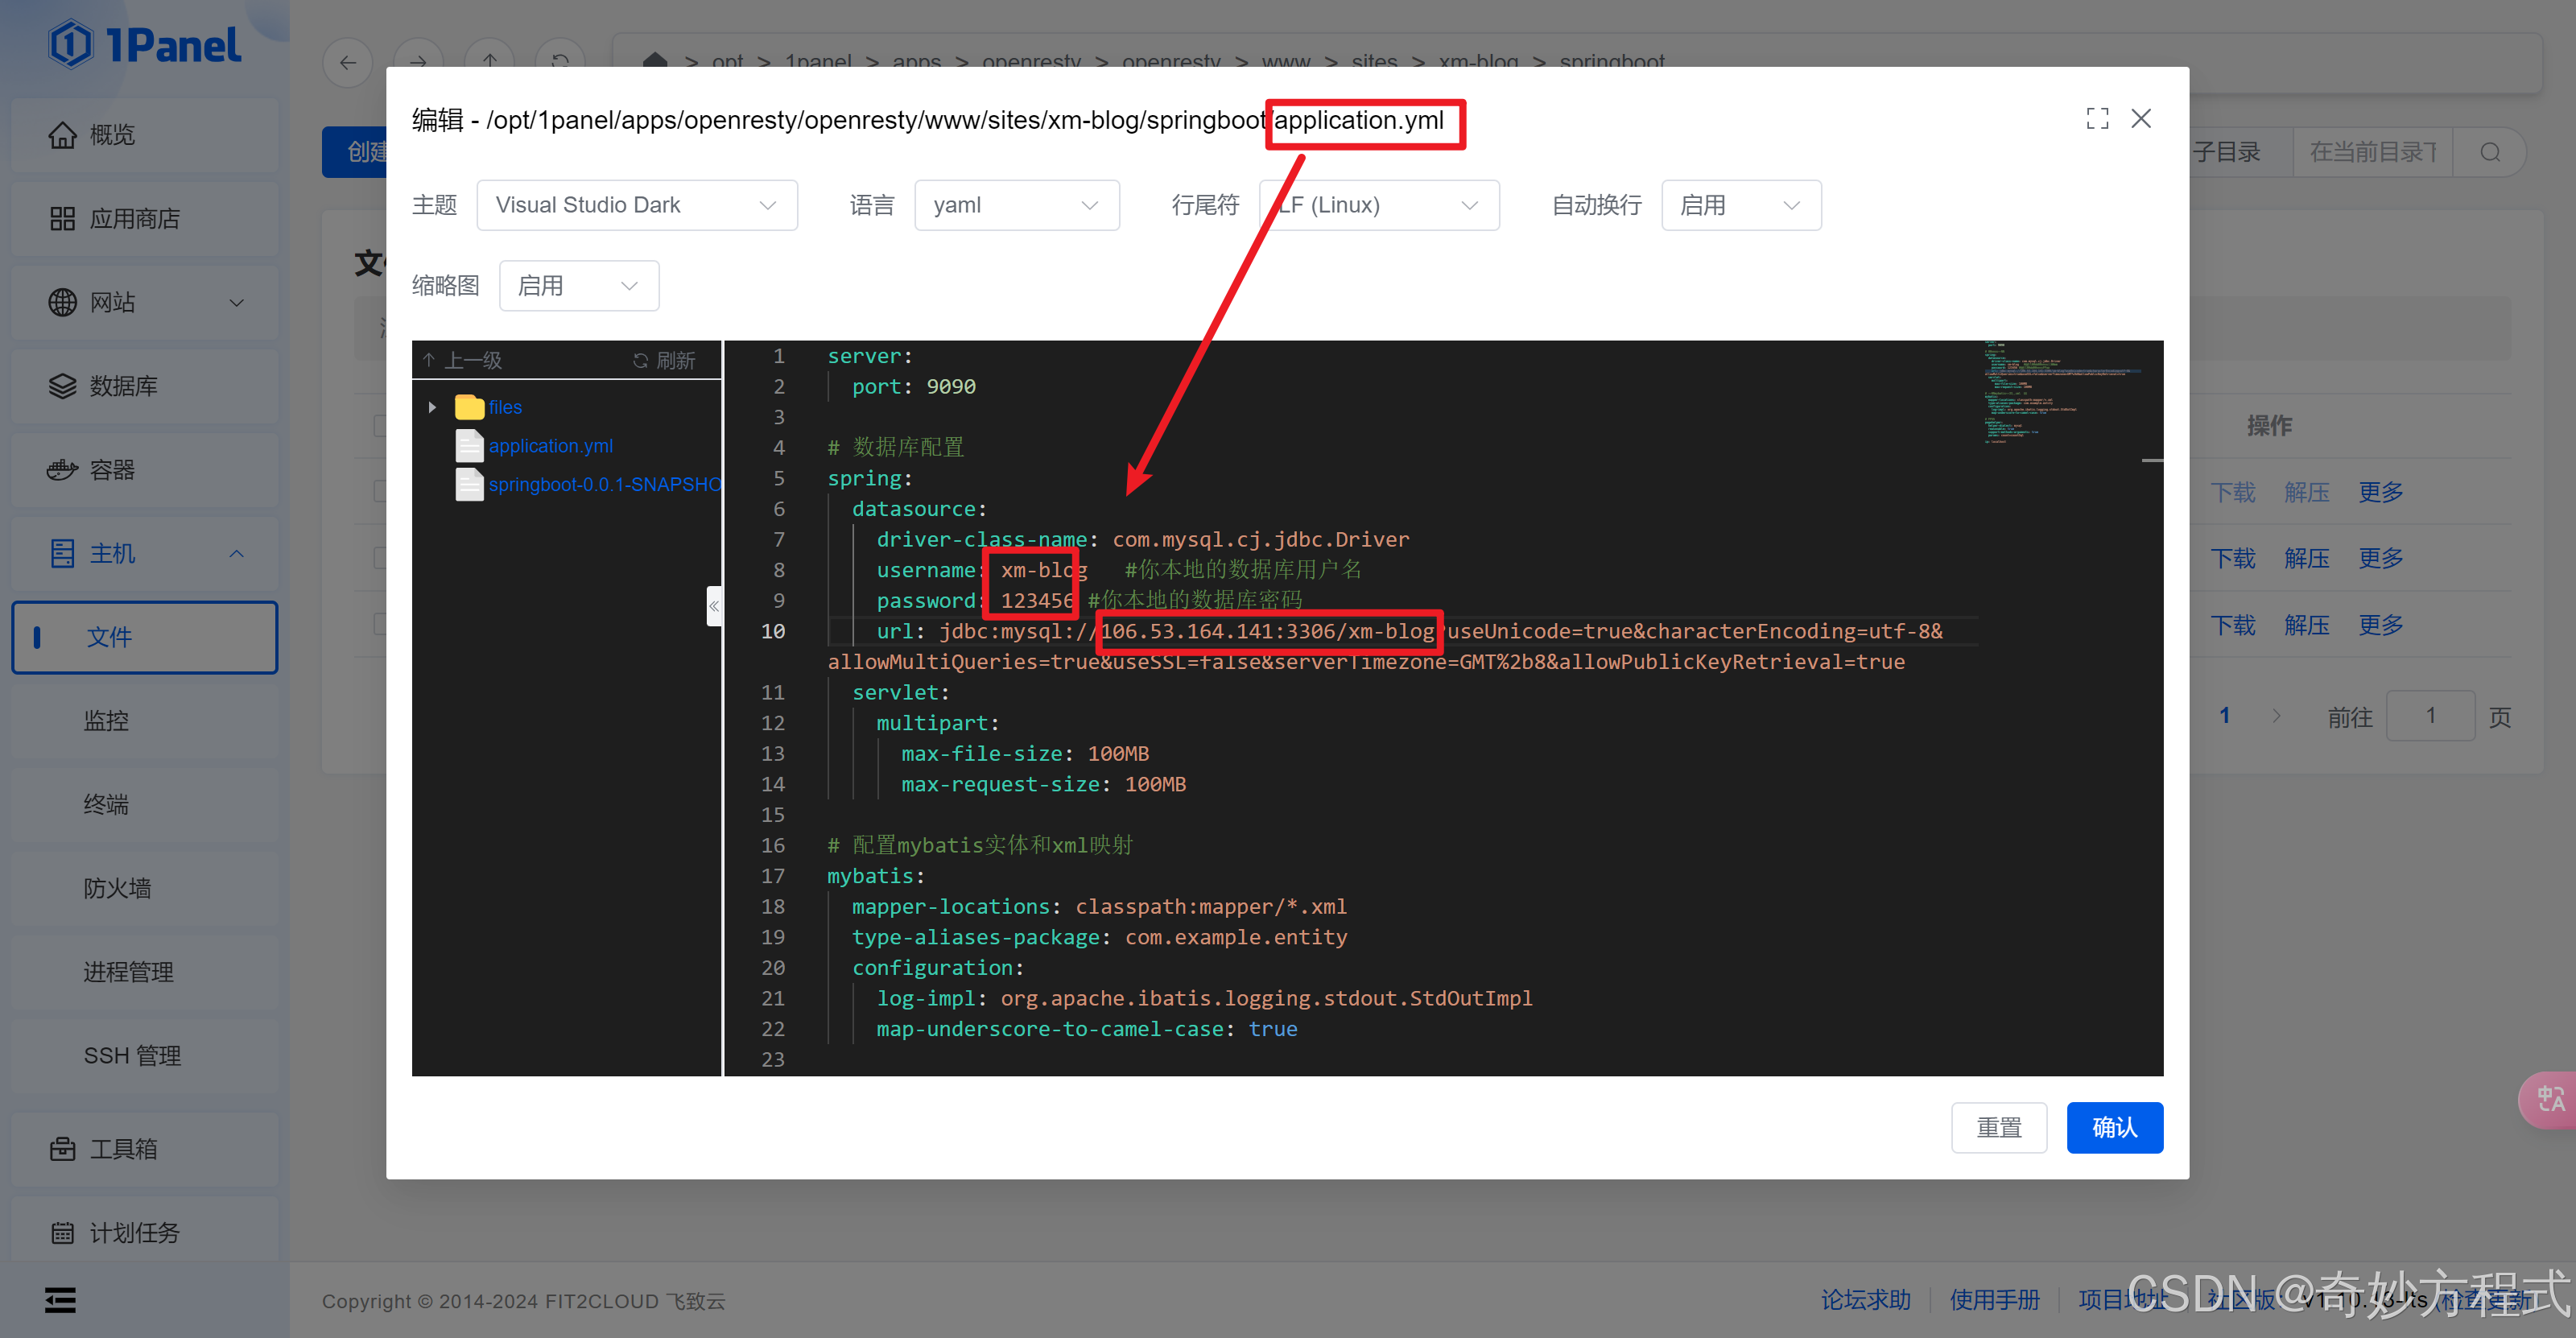 1Panel
> opt > 1panel > apps > openresty > openresty > www > sites > xm-blog > springboot
概览
应用商店
网站
数据库
容器
主机
文件
监控
终端
防火墙
进程管理
SSH 管理
工具箱
计划任务
创建
子目录
在当前目录下
编辑 - /opt/1panel/apps/openresty/openresty/www/sites/xm-blog/springboot/application.yml
主题 Visual Studio Dark 语言 yaml 行尾符 LF (Linux) 自动换行 启用
缩略图 启用
上一级 刷新
files
application.yml
springboot-0.0.1-SNAPSHO
1 server:
2 port: 9090
3
4 # 数据库配置
5 spring:
6 datasource:
7 driver-class-name: com.mysql.cj.jdbc.Driver
8 username: xm-blog #你本地的数据库用户名
9 password: 123456 #你本地的数据库密码
10 url: jdbc:mysql://106.53.164.141:3306/xm-blog?useUnicode=true&characterEncoding=utf-8&
allowMultiQueries=true&useSSL=false&serverTimezone=GMT%2b8&allowPublicKeyRetrieval=true
11 servlet:
12 multipart:
13 max-file-size: 100MB
14 max-request-size: 100MB
15
16 # 配置mybatis实体和xml映射
17 mybatis:
18 mapper-locations: classpath:mapper/*.xml
19 type-aliases-package: com.example.entity
20 configuration:
21 log-impl: org.apache.ibatis.logging.stdout.StdOutImpl
22 map-underscore-to-camel-case: true
23
重置 确认
操作
下载 解压 更多
下载 解压 更多
下载 解压 更多
1 > 前往 1 页
Copyright © 2014-2024 FIT2CLOUD 飞致云
论坛求助 使用手册 项目地址
CSDN @奇妙方程式